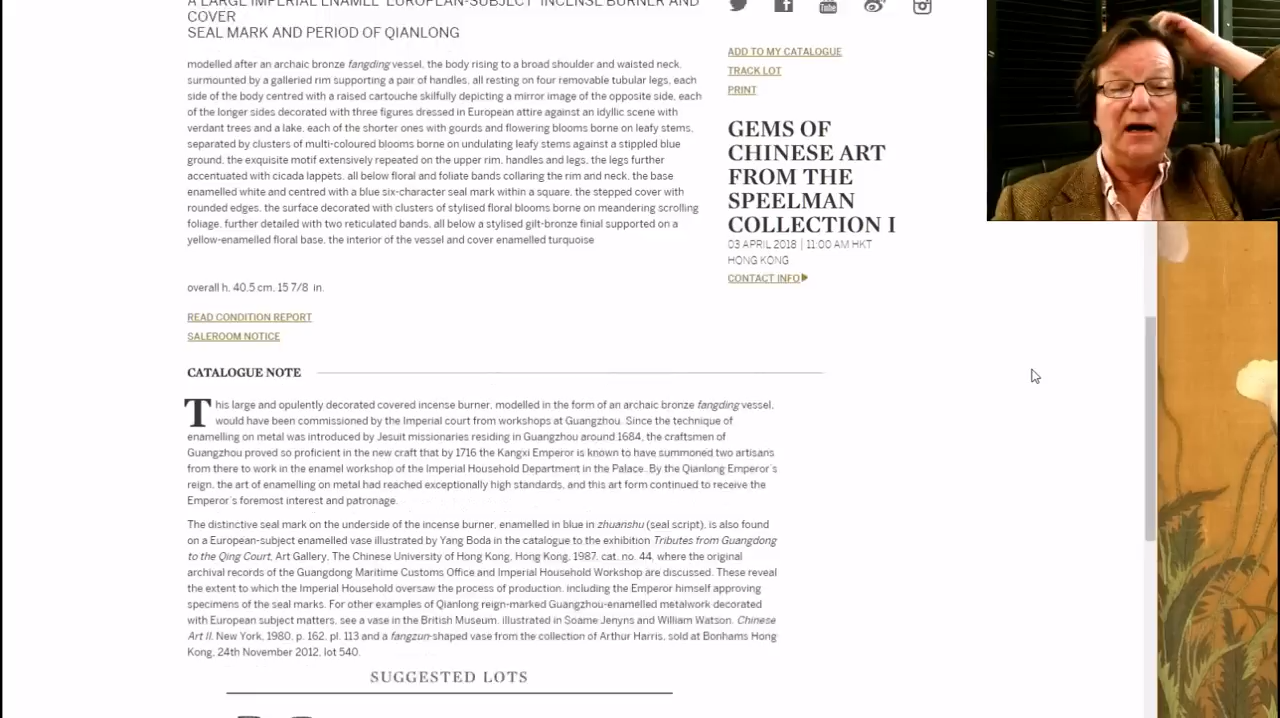 A LARGE IMPERIAL ENAMEL 'EUROPEAN-SUBJECT' INCENSE BURNER AND
COVER
SEAL MARK AND PERIOD OF QIANLONG
modelled after an archaic bronze fangding vessel, the body rising to a broad shoulder and waisted neck,
surmounted by a galleried rim supporting a pair of handles, all resting on four removable tubular legs, each
side of the body centred with a raised cartouche skilfully depicting a mirror image of the opposite side, each
of the longer sides decorated with three figures dressed in European attire against an idyllic scene with
verdant trees and a lake, each of the shorter ones with gourds and flowering blooms borne on leafy stems,
separated by clusters of multi-coloured blooms borne on undulating leafy stems against a stippled blue
ground, the exquisite motif extensively repeated on the upper rim, handles and legs, the legs further
accentuated with cicada lappets, all below floral and foliate bands collaring the rim and neck, the base
enamelled white and centred with a blue six-character seal mark within a square, the stepped cover with
rounded edges, the surface decorated with clusters of stylised floral blooms borne on meandering scrolling
foliage, further detailed with two reticulated bands, all below a stylised gilt-bronze finial supported on a
yellow-enamelled floral base, the interior of the vessel and cover enamelled turquoise
overall h. 40.5 cm, 15 7/8 in.
READ CONDITION REPORT
SALEROOM NOTICE
CATALOGUE NOTE
This large and opulently decorated covered incense burner, modelled in the form of an archaic bronze fangding vessel,
would have been commissioned by the Imperial court from workshops at Guangzhou. Since the technique of
enamelling on metal was introduced by Jesuit missionaries residing in Guangzhou around 1684, the craftsmen of
Guangzhou proved so proficient in the new craft that by 1716 the Kangxi Emperor is known to have summoned two artisans
from there to work in the enamel workshop of the Imperial Household Department in the Palace. By the Qianlong Emperor's
reign, the art of enamelling on metal had reached exceptionally high standards, and this art form continued to receive the
Emperor's foremost interest and patronage.
The distinctive seal mark on the underside of the incense burner, enamelled in blue in zhuanshu (seal script), is also found
on a European-subject enamelled vase illustrated by Yang Boda in the catalogue to the exhibition Tributes from Guangdong
to the Qing Court, Art Gallery, The Chinese University of Hong Kong, Hong Kong, 1987, cat. no. 44, where the original
archival records of the Guangdong Maritime Customs Office and Imperial Household Workshop are discussed. These reveal
the extent to which the Imperial Household oversaw the process of production, including the Emperor himself approving
specimens of the seal marks. For other examples of Qianlong reign-marked Guangzhou-enamelled metalwork decorated
with European subject matters, see a vase in the British Museum, illustrated in Soame Jenyns and William Watson, Chinese
Art II, New York, 1980, p. 162, pl. 113 and a fangzun-shaped vase from the collection of Arthur Harris, sold at Bonhams Hong
Kong, 24th November 2012, lot 540.
SUGGESTED LOTS
You
Tube
ADD TO MY CATALOGUE
TRACK LOT
PRINT
GEMS OF
CHINESE ART
FROM THE
SPEELMAN
COLLECTION I
03 APRIL 2018 | 11:00 AM HKT
HONG KONG
CONTACT INFO